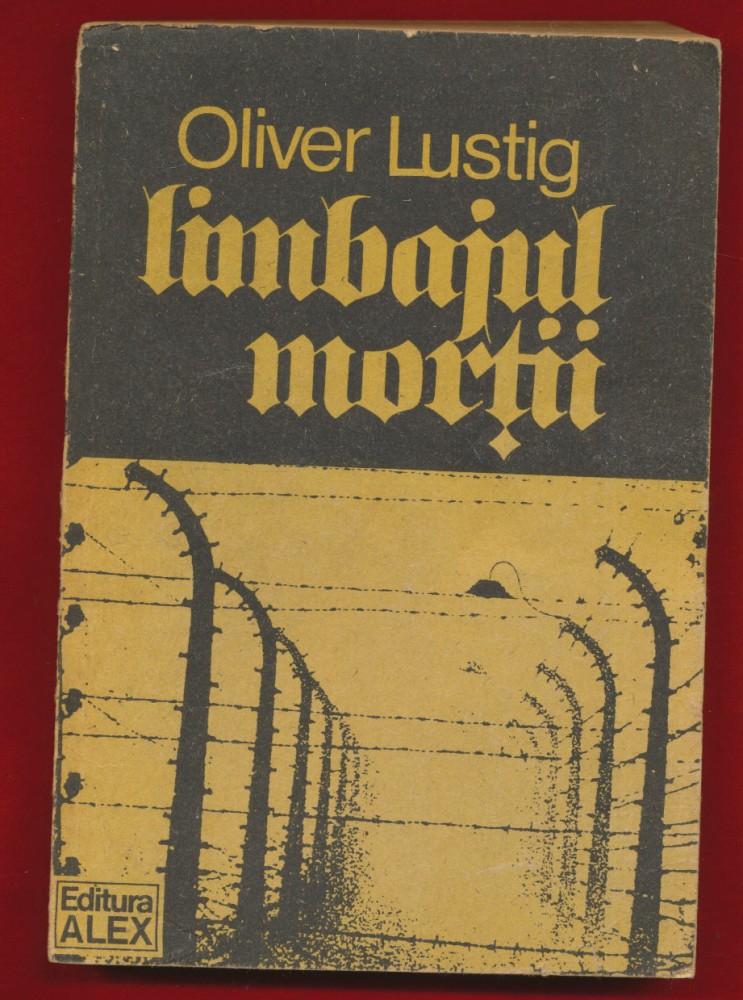 Oliver Lustig
limbajul
morții
Editura
ALEX